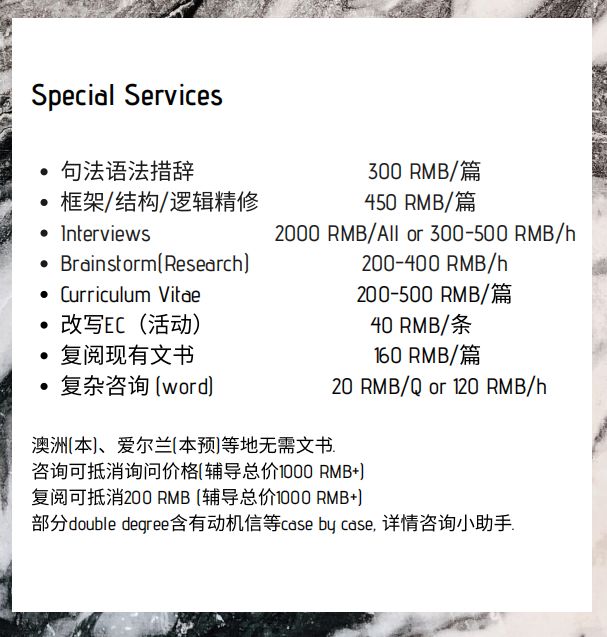 Special Services
• 句法语法措辞 300 RMB/篇
• 框架/结构/逻辑精修 450 RMB/篇
• Interviews 2000 RMB/All or 300-500 RMB/h
• Brainstorm(Research) 200-400 RMB/h
• Curriculum Vitae 200-500 RMB/篇
• 改写EC（活动） 40 RMB/条
• 复阅现有文书 160 RMB/篇
• 复杂咨询 (word) 20 RMB/Q or 120 RMB/h
澳洲(本)、爱尔兰(本预)等地无需文书.
咨询可抵消询问价格(辅导总价1000 RMB+)
复阅可抵消200 RMB (辅导总价1000 RMB+)
部分double degree含有动机信等case by case, 详情咨询小助手.